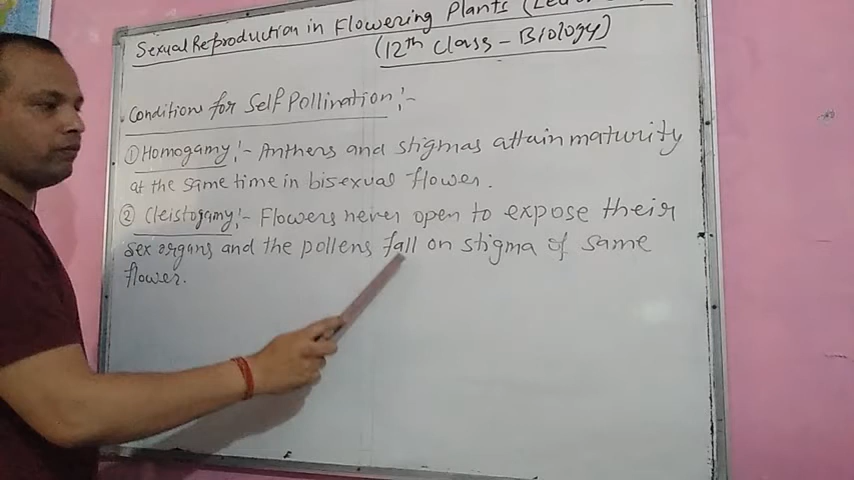 Sexual Reproduction in Flowering Plants
(12th Class - Biology)
Conditions for Self Pollination:-
① Homogamy:- Anthers and stigmas attain maturity
at the same time in bisexual flower.
② Cleistogamy:- Flowers never open to expose their
sex organs and the pollens fall on stigma of same
flower.